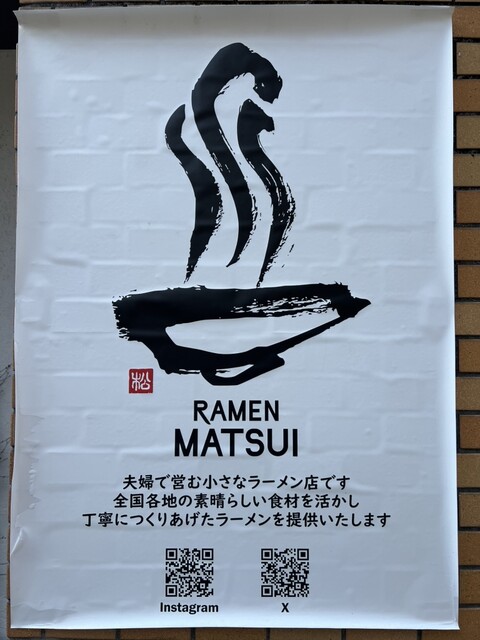 松
RAMEN
MATSUI
夫婦で営む小さなラーメン店です
全国各地の素晴らしい食材を活かし
丁寧につくりあげたラーメンを提供いたします
Instagram
X